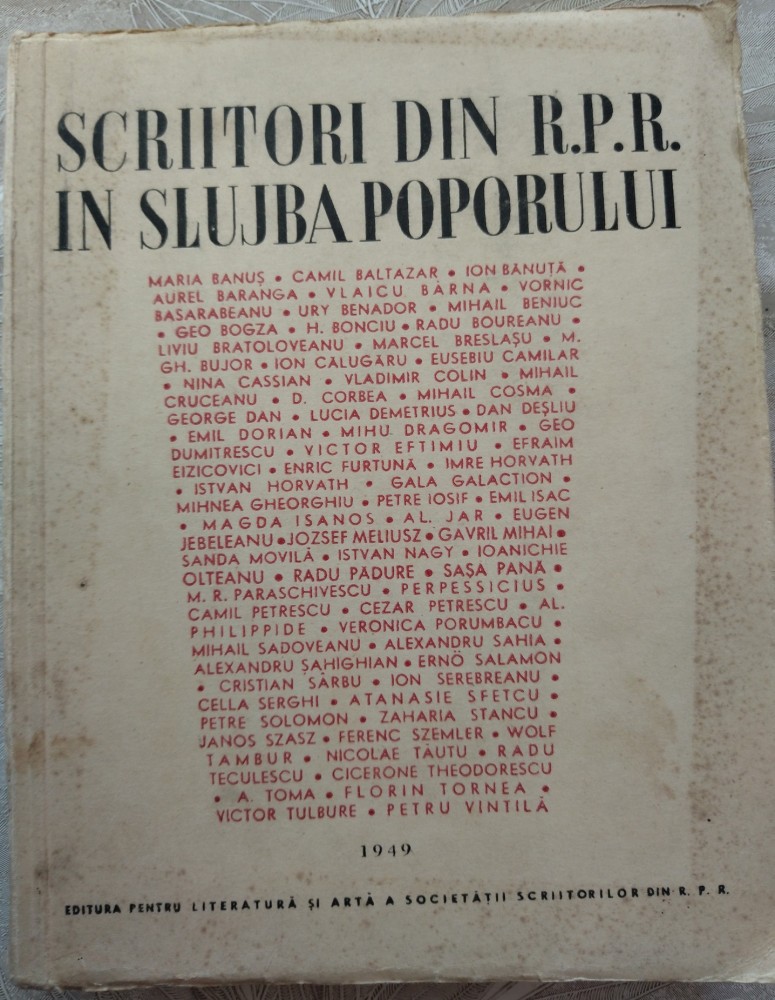 SCRIITORI DIN R.P.R.
IN SLUJBA POPORULUI
MARIA BANUȘ • CAMIL BALTAZAR • ION BĂNUȚĂ •
AUREL BARANGA • VLAICU BÂRNA • VORNIC
BASARABEANU • URY BENADOR • MIHAIL BENIUC
• GEO BOGZA • H. BONCIU • RADU BOUREANU •
LIVIU BRATOLOVEANU • MARCEL BRESLAȘU • M.
GH. BUJOR • ION CĂLUGĂRU • EUSEBIU CAMILAR
• NINA CASSIAN • VLADIMIR COLIN • MIHAIL
CRUCEANU • D. CORBEA • MIHAIL COSMA •
GEORGE DAN • LUCIA DEMETRIUS • DAN DEȘLIU
• EMIL DORIAN • MIHU DRAGOMIR • GEO
DUMITRESCU • VICTOR EFTIMIU • EFRAIM
EIZICOVICI • ENRIC FURTUNĂ • IMRE HORVATH
• ISTVAN HORVATH • GALA GALACTION •
MIHNEA GHEORGHIU • PETRE IOSIF • EMIL ISAC
• MAGDA ISANOS • AL. JAR • EUGEN
JEBELEANU • JOZSEF MELIUSZ • GAVRIL MIHAI •
SANDA MOVILĂ • ISTVAN NAGY • IOANICHIE
OLTEANU • RADU PĂDURE • SAȘA PANĂ •
M. R. PARASCHIVESCU • PERPESSICIUS •
CAMIL PETRESCU • CEZAR PETRESCU • AL.
PHILIPPIDE • VERONICA PORUMBACU •
MIHAIL SADOVEANU • ALEXANDRU SAHIA •
ALEXANDRU ȘAHIGHIAN • ERNÖ SALAMON
• CRISTIAN SÂRBU • ION SEREBREANU •
CELLA SERGHI • ATANASIE SFETCU •
PETRE SOLOMON • ZAHARIA STANCU •
JANOS SZASZ • FERENC SZEMLER • WOLF
TAMBUR • NICOLAE TĂUTU • RADU
TECULESCU • CICERONE THEODORESCU
• A. TOMA • FLORIN TORNEA •
VICTOR TULBURE • PETRU VINTILĂ
1949
EDITURA PENTRU LITERATURĂ ȘI ARTĂ A SOCIETĂȚII SCRIITORILOR DIN R. P. R.